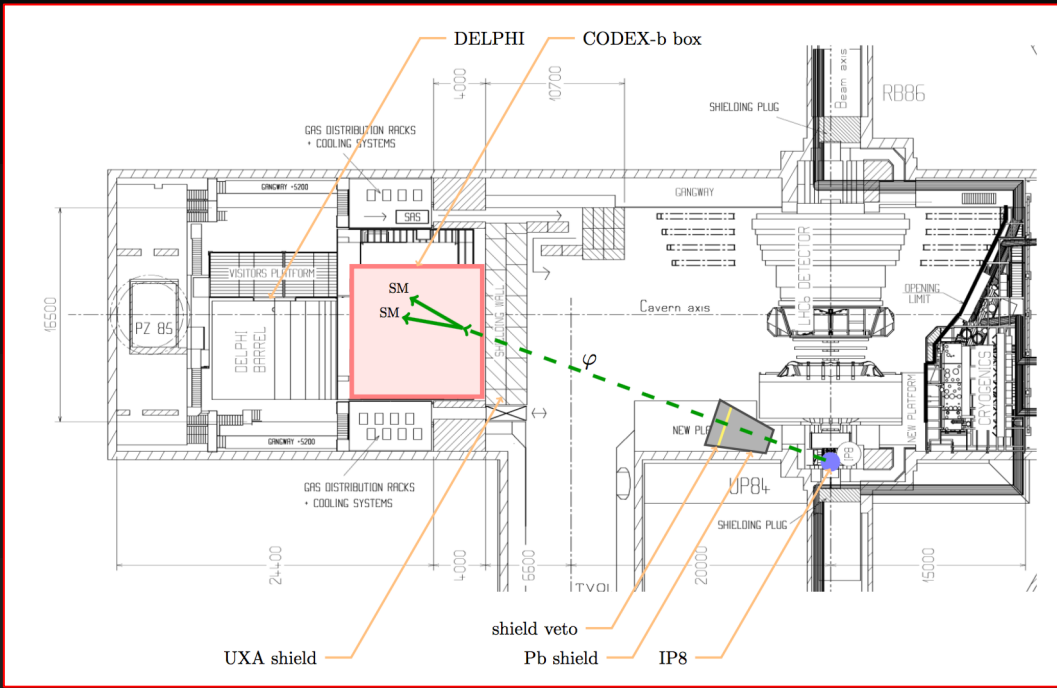 DELPHI
CODEX-b box
4000
10700
Beam axis
RB86
SHIELDING PLUG
GAS DISTRIBUTION RACKS
+ COOLING SYSTEMS
GANGWAY +5200
GANGWAY
SAS
VISITORS PLATFORM
SM
SM
SHIELDING WALL
LHCb DETECTOR
OPENING
LIMIT
Cavern axis
16500
PZ 85
DELPHI
BARREL
φ
NEW PLATFORM
CRYOGENICS
NEW PLA
IP8
GANGWAY +5200
GAS DISTRIBUTION RACKS
+ COOLING SYSTEMS
UP84
SHIELDING PLUG
24400
4000
6600
20000
15000
shield veto
UXA shield
Pb shield
IP8